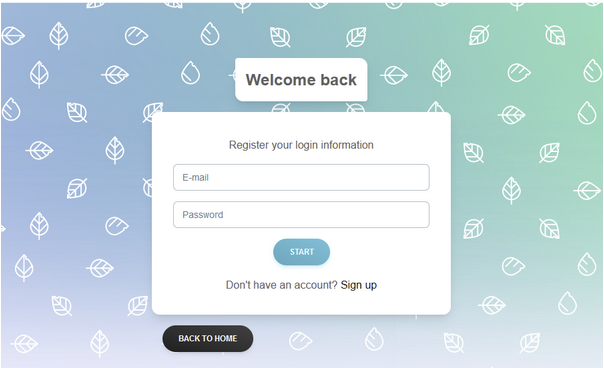 Welcome back
Register your login information
E-mail
Password
START
Don't have an account? Sign up
BACK TO HOME